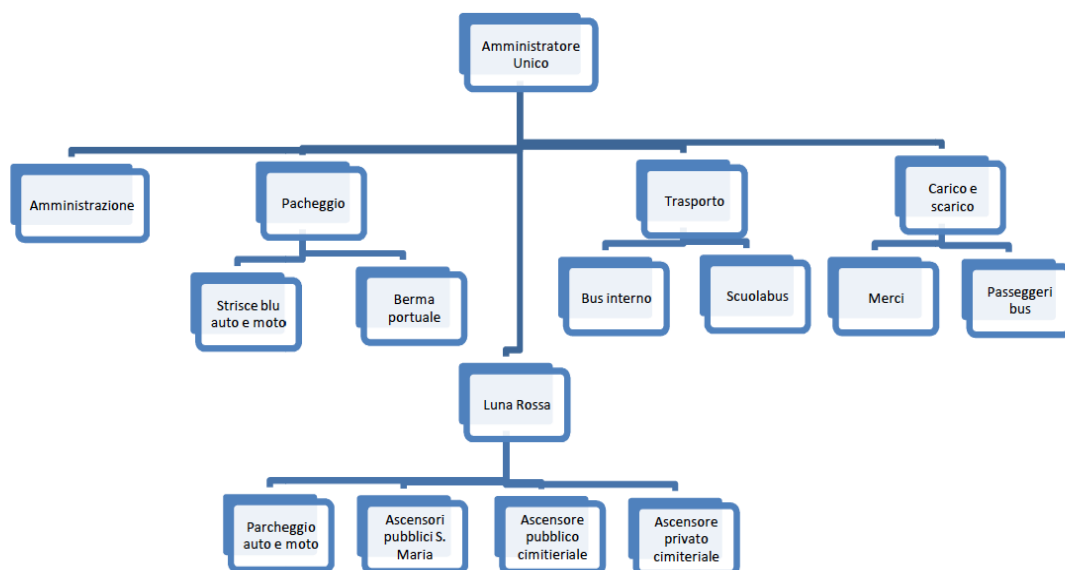 Amministratore
Unico
Amministrazione
Pacheggio
Trasporto
Carico e
scarico
Strisce blu
auto e moto
Berma
portuale
Bus interno
Scuolabus
Merci
Passeggeri
bus
Luna Rossa
Parcheggio
auto e moto
Ascensori
pubblici S.
Maria
Ascensore
pubblico
cimitieriale
Ascensore
privato
cimiteriale